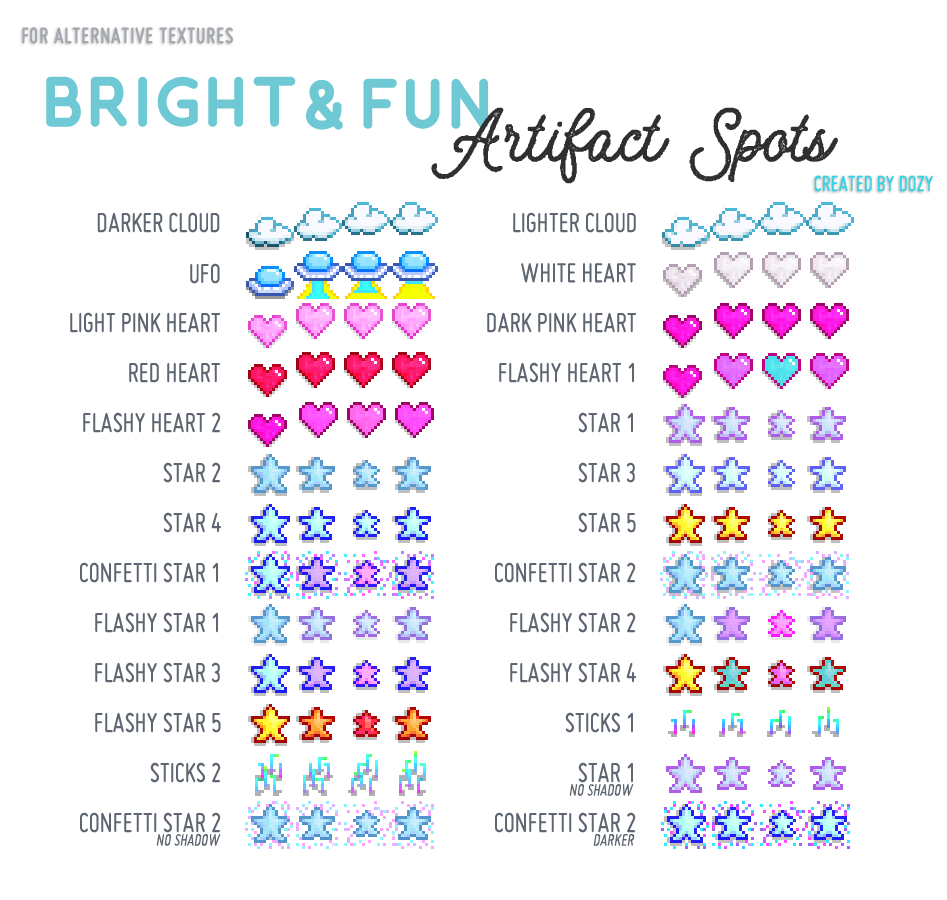 FOR ALTERNATIVE TEXTURES
BRIGHT & FUN
Artifact Spots
CREATED BY DOZY
DARKER CLOUD
LIGHTER CLOUD
UFO
WHITE HEART
LIGHT PINK HEART
DARK PINK HEART
RED HEART
FLASHY HEART 1
FLASHY HEART 2
STAR 1
STAR 2
STAR 3
STAR 4
STAR 5
CONFETTI STAR 1
CONFETTI STAR 2
FLASHY STAR 1
FLASHY STAR 2
FLASHY STAR 3
FLASHY STAR 4
FLASHY STAR 5
STICKS 1
STICKS 2
STAR 1
NO SHADOW
CONFETTI STAR 2
NO SHADOW
CONFETTI STAR 2
DARKER